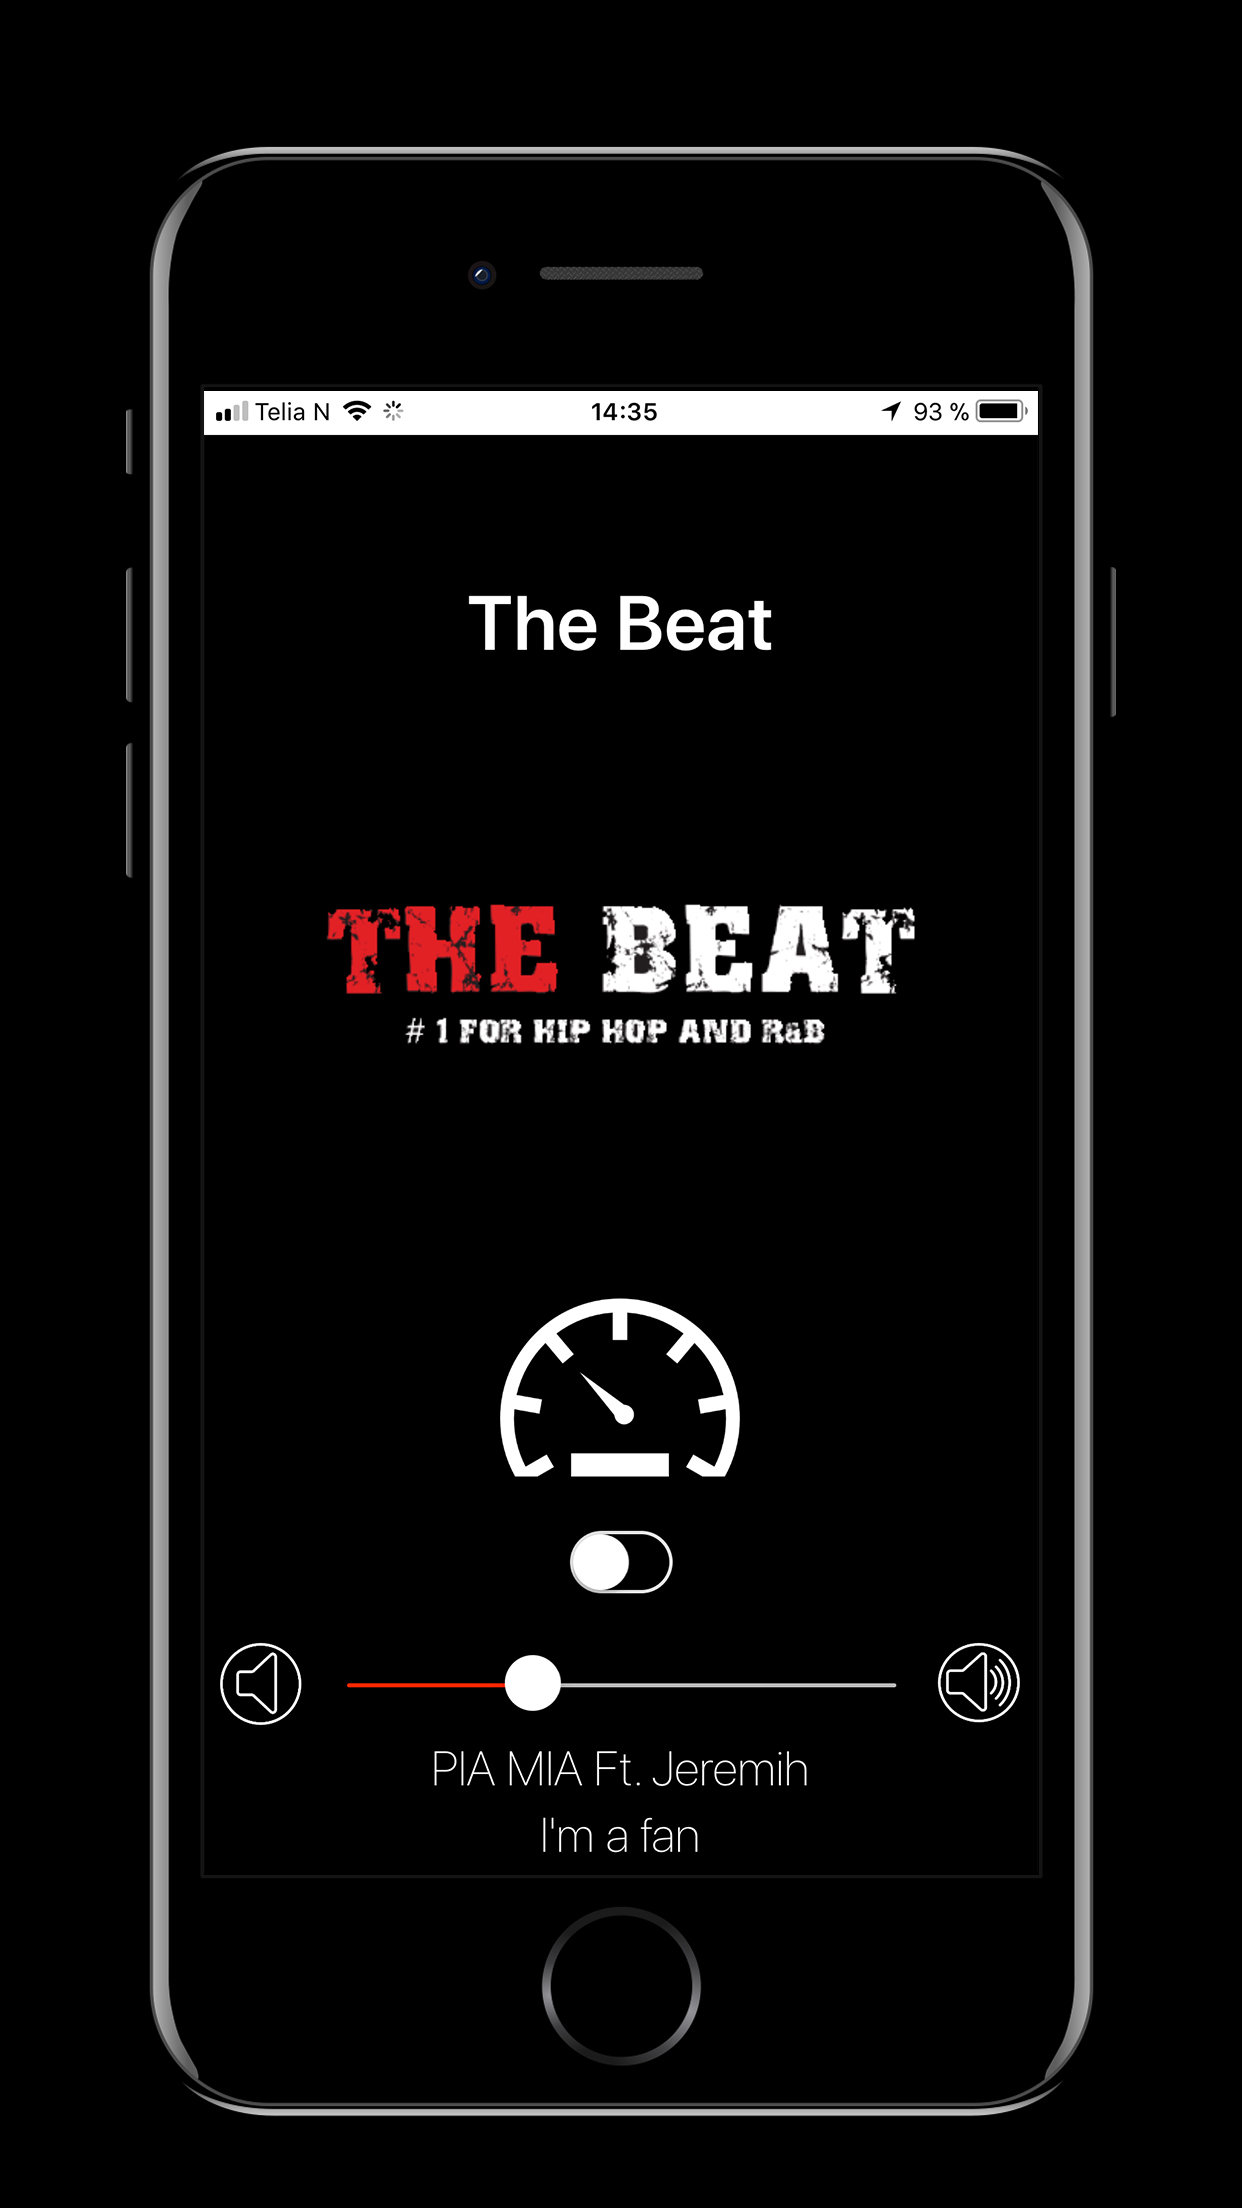 Telia N 14:35 93 %
The Beat
THE BEAT
# 1 FOR HIP HOP AND R&B
PIA MIA Ft. Jeremih
I'm a fan